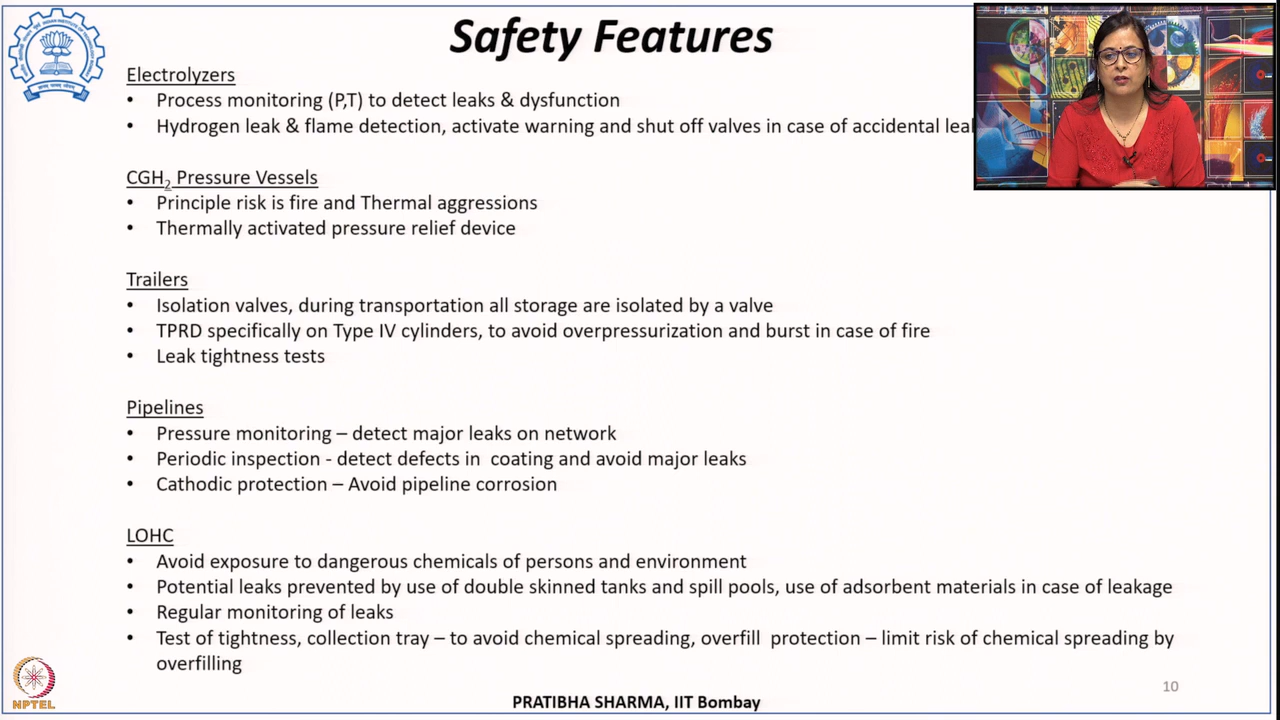 Safety Features
Electrolyzers
• Process monitoring (P,T) to detect leaks & dysfunction
• Hydrogen leak & flame detection, activate warning and shut off valves in case of accidental
CGH2 Pressure Vessels
• Principle risk is fire and Thermal aggressions
• Thermally activated pressure relief device
Trailers
• Isolation valves, during transportation all storage are isolated by a valve
• TPRD specifically on Type IV cylinders, to avoid overpressurization and burst in case of fire
• Leak tightness tests
Pipelines
• Pressure monitoring – detect major leaks on network
• Periodic inspection - detect defects in coating and avoid major leaks
• Cathodic protection – Avoid pipeline corrosion
LOHC
• Avoid exposure to dangerous chemicals of persons and environment
• Potential leaks prevented by use of double skinned tanks and spill pools, use of adsorbent materials in case of leakage
• Regular monitoring of leaks
• Test of tightness, collection tray – to avoid chemical spreading, overfill protection – limit risk of chemical spreading by
overfilling
10
NPTEL
PRATIBHA SHARMA, IIT Bombay